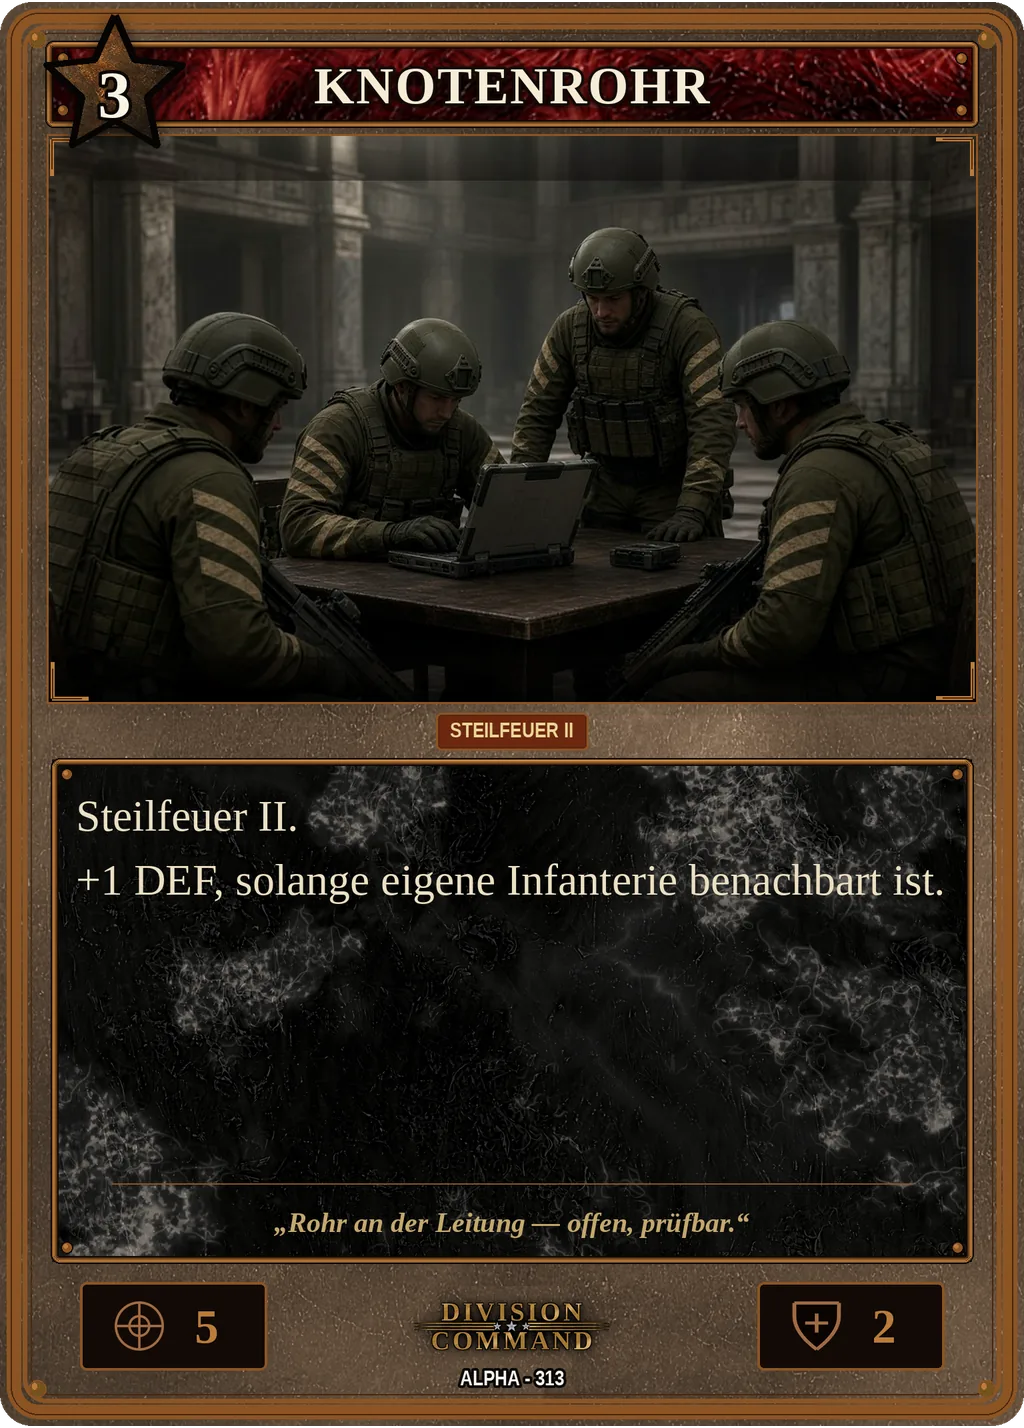 3
KNOTENROHR
STEILFEUER II
Steilfeuer II.
+1 DEF, solange eigene Infanterie benachbart ist.
„Rohr an der Leitung — offen, prüfbar.“
5
DIVISION
COMMAND
2
ALPHA - 313